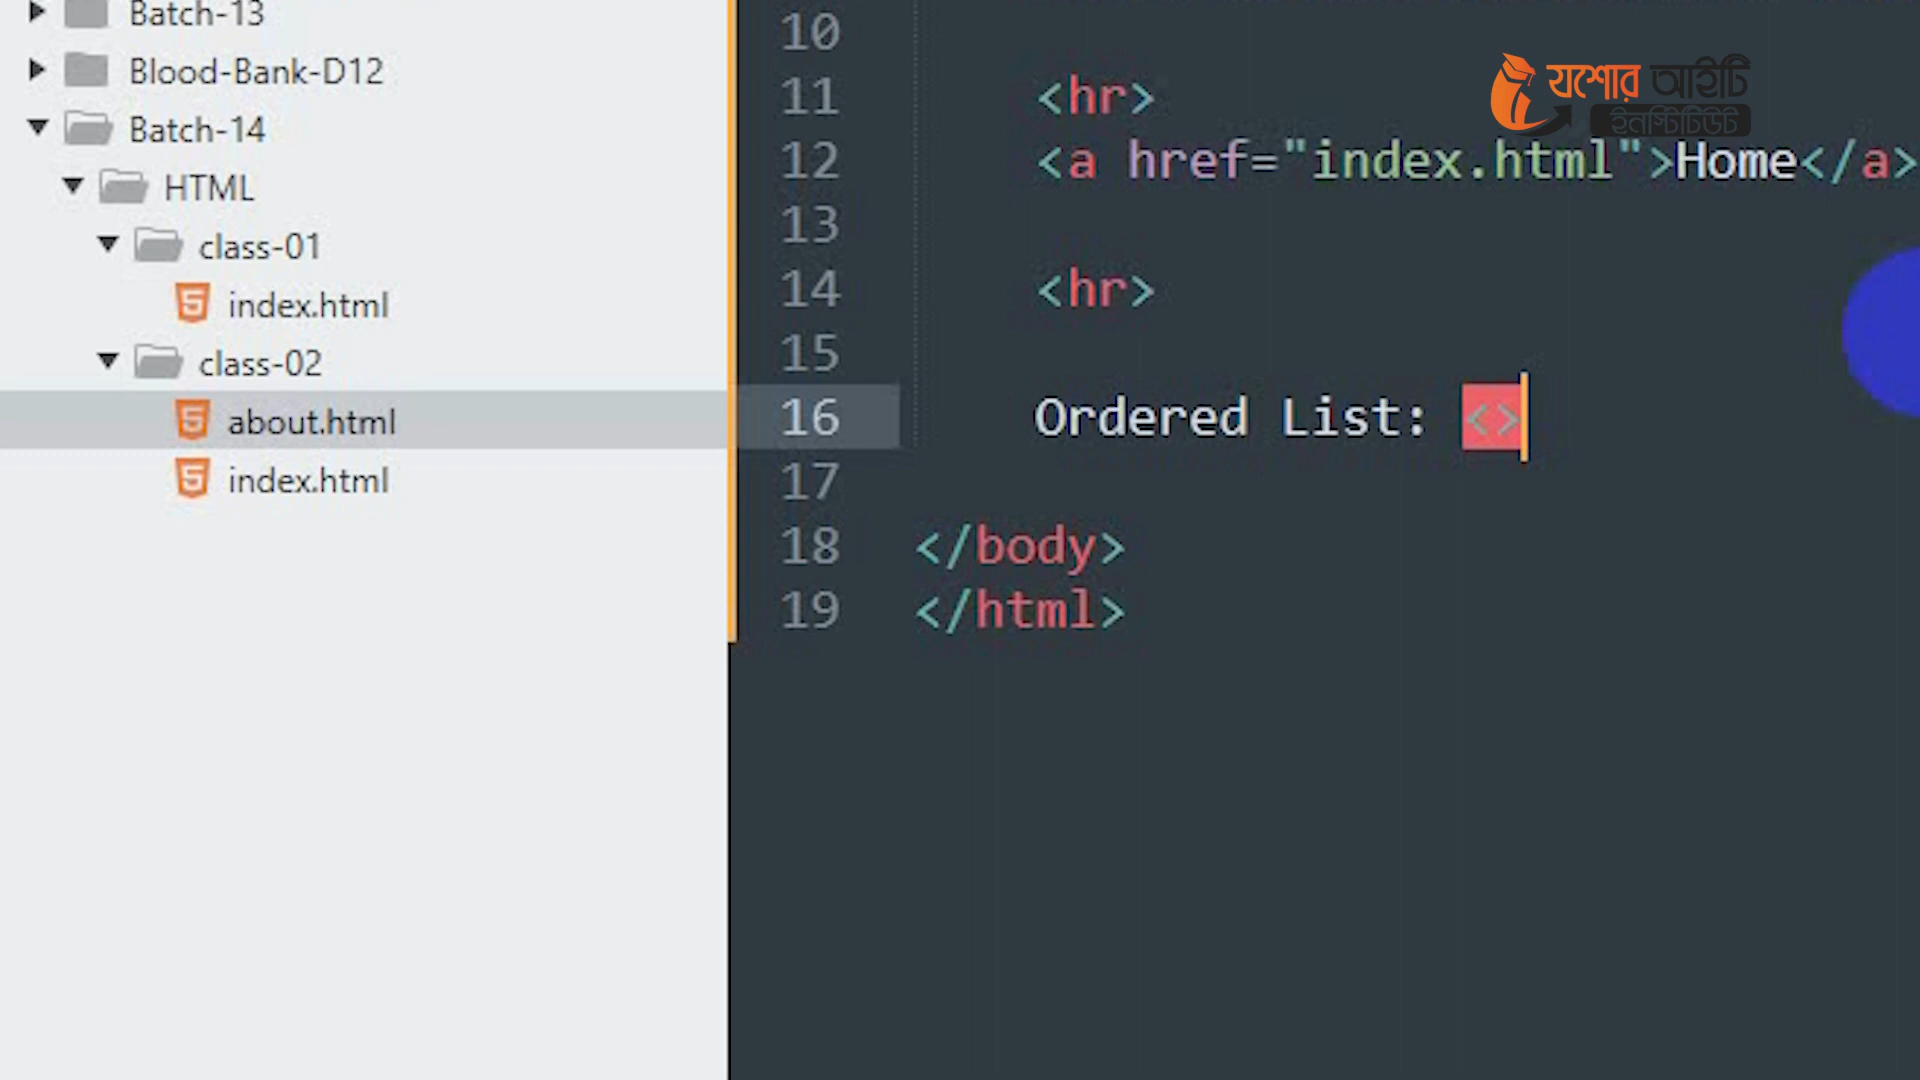 Batch-13
Blood-Bank-D12
Batch-14
HTML
class-01
index.html
class-02
about.html
index.html
10
11 <hr>
12 <a href="index.html">Home</a>
13
14 <hr>
15
16 Ordered List: <>
17
18 </body>
19 </html>
যশোর আইটি
ইনস্টিটিউট